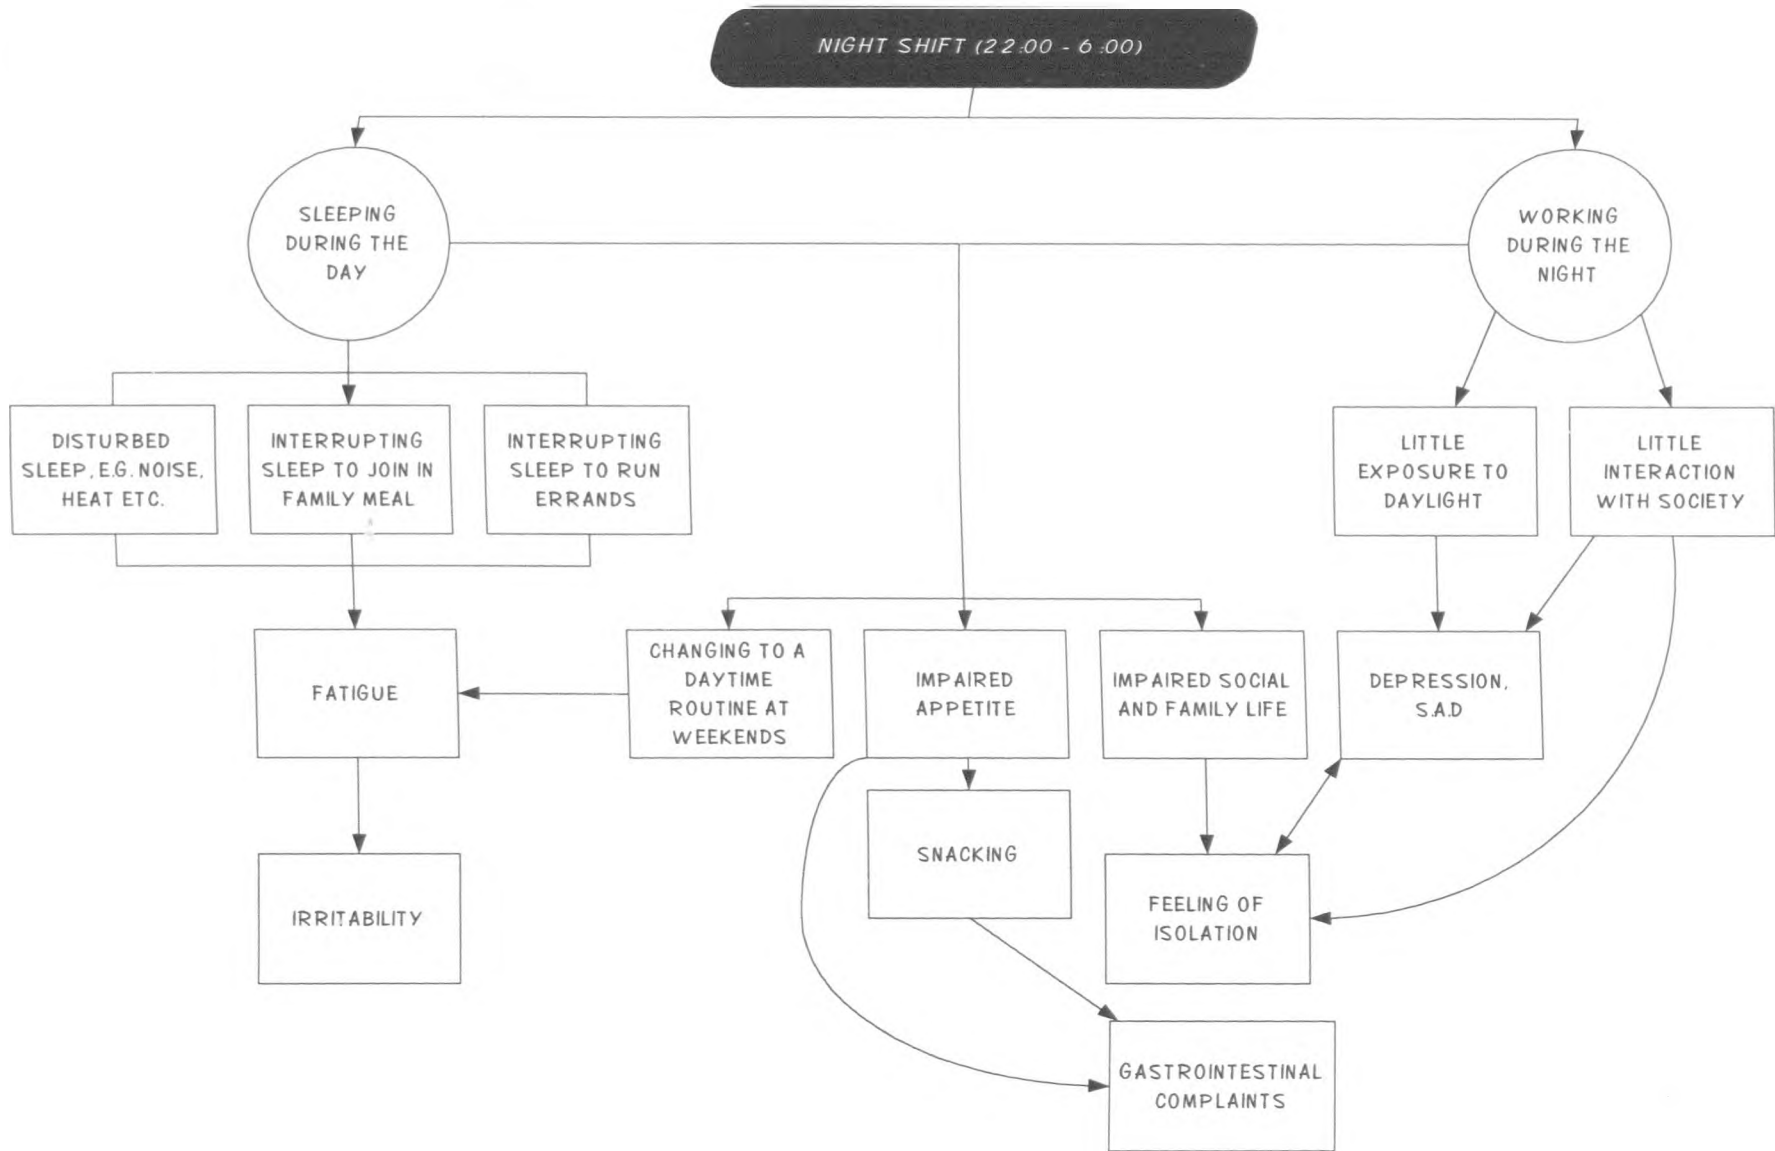 NIGHT SHIFT (22:00 - 6:00)
SLEEPING
DURING THE
DAY
WORKING
DURING THE
NIGHT
DISTURBED
SLEEP, E.G. NOISE,
HEAT ETC.
INTERRUPTING
SLEEP TO JOIN IN
FAMILY MEAL
INTERRUPTING
SLEEP TO RUN
ERRANDS
LITTLE
EXPOSURE TO
DAYLIGHT
LITTLE
INTERACTION
WITH SOCIETY
FATIGUE
CHANGING TO A
DAYTIME
ROUTINE AT
WEEKENDS
IMPAIRED
APPETITE
IMPAIRED SOCIAL
AND FAMILY LIFE
DEPRESSION,
S.A.D
IRRITABILITY
SNACKING
FEELING OF
ISOLATION
GASTROINTESTINAL
COMPLAINTS